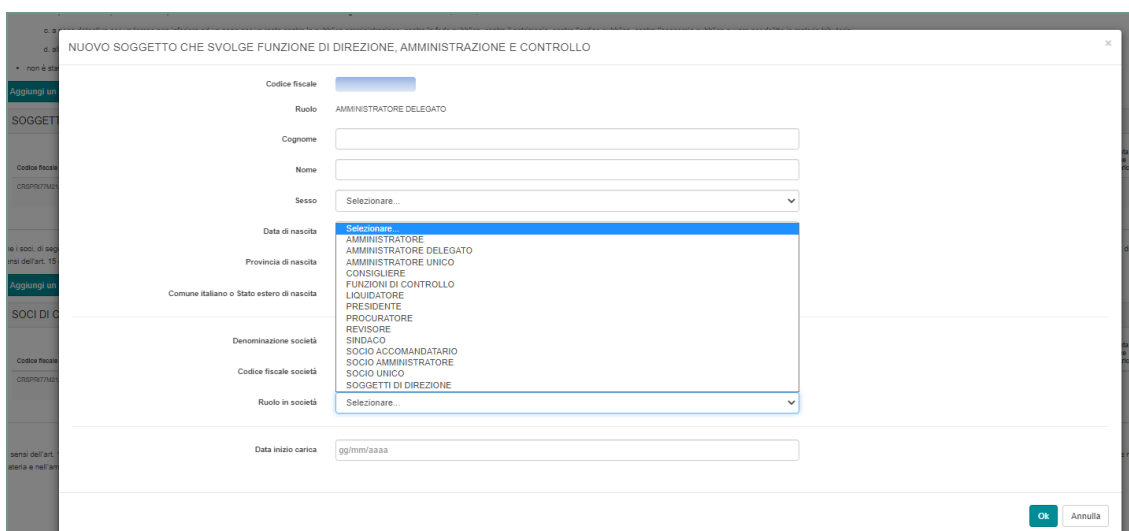 NUOVO SOGGETTO CHE SVOLGE FUNZIONE DI DIREZIONE, AMMINISTRAZIONE E CONTROLLO
×
• non è
Aggiungi un
SOGGETT
Codice fiscale
SOCI DI C
Codice fiscale
Aggiungi un
sensi dell'art.
Codice fiscale
Ruolo AMMINISTRATORE DELEGATO
Cognome
Nome
Sesso Selezionare...
Data di nascita
Provincia di nascita
Comune italiano o Stato estero di nascita
Selezionare...
AMMINISTRATORE
AMMINISTRATORE DELEGATO
AMMINISTRATORE UNICO
CONSIGLIERE
FUNZIONI DI CONTROLLO
LIQUIDATORE
PRESIDENTE
PROCURATORE
REVISORE
SINDACO
SOCIO ACCOMANDATARIO
SOCIO AMMINISTRATORE
SOCIO UNICO
SOGGETTI DI DIREZIONE
Denominazione società
Codice fiscale società
Ruolo in società Selezionare...
Data inizio carica gg/mm/aaaa
Ok Annulla